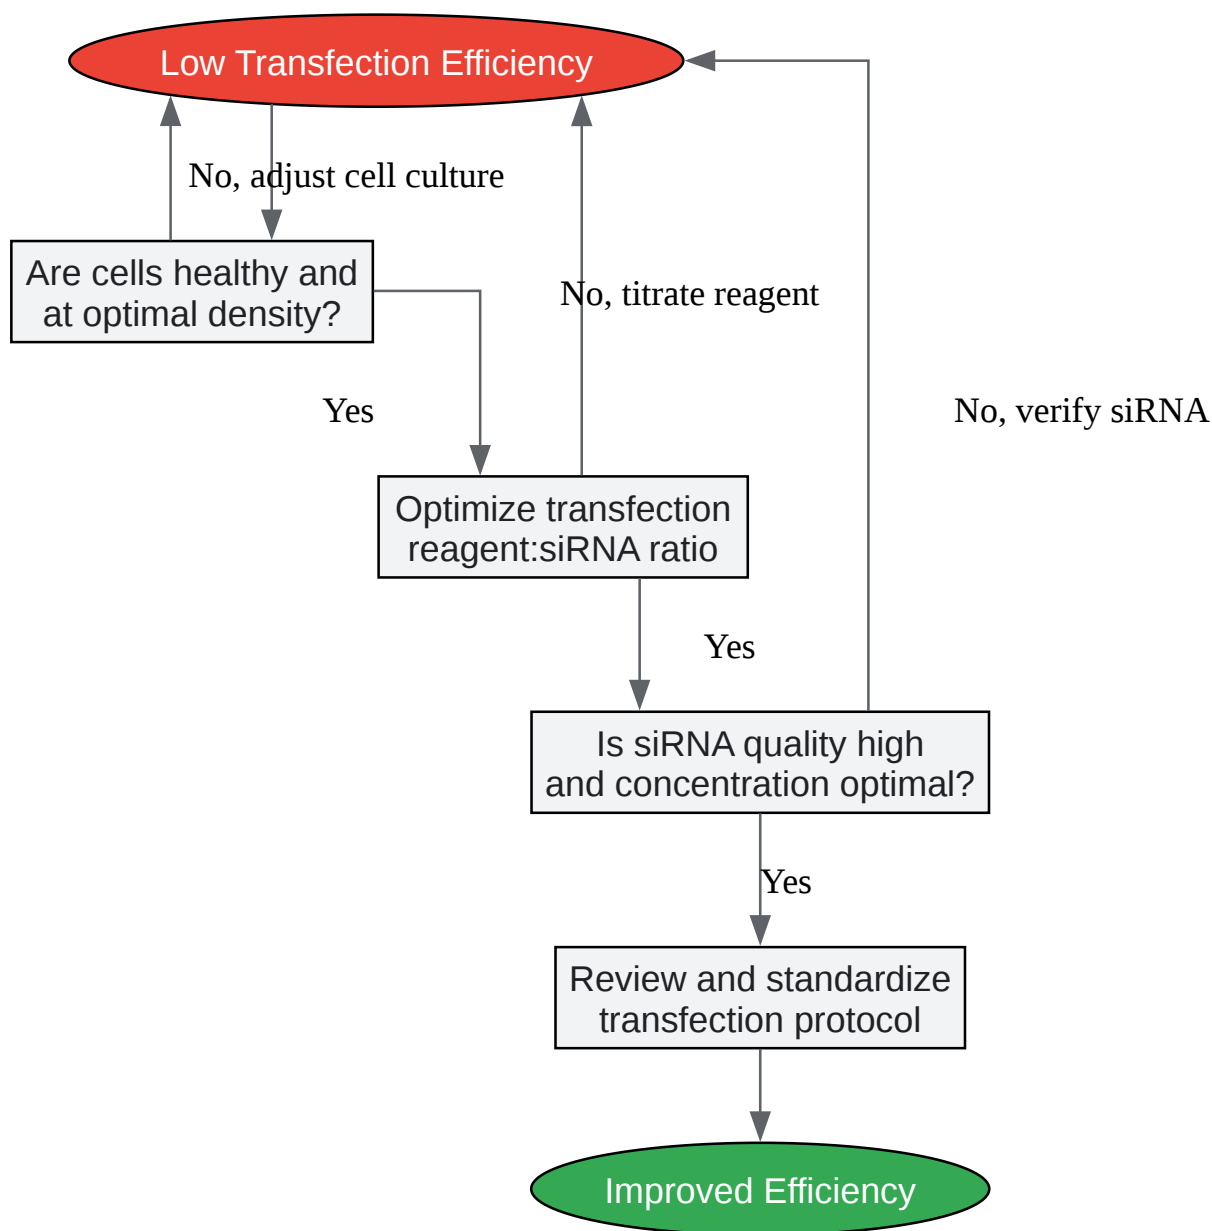 Low Transfection Efficiency
No, adjust cell culture
Are cells healthy and
at optimal density?
No, titrate reagent
Yes
No, verify siRNA
Optimize transfection
reagent:siRNA ratio
Yes
Is siRNA quality high
and concentration optimal?
Yes
Review and standardize
transfection protocol
Improved Efficiency